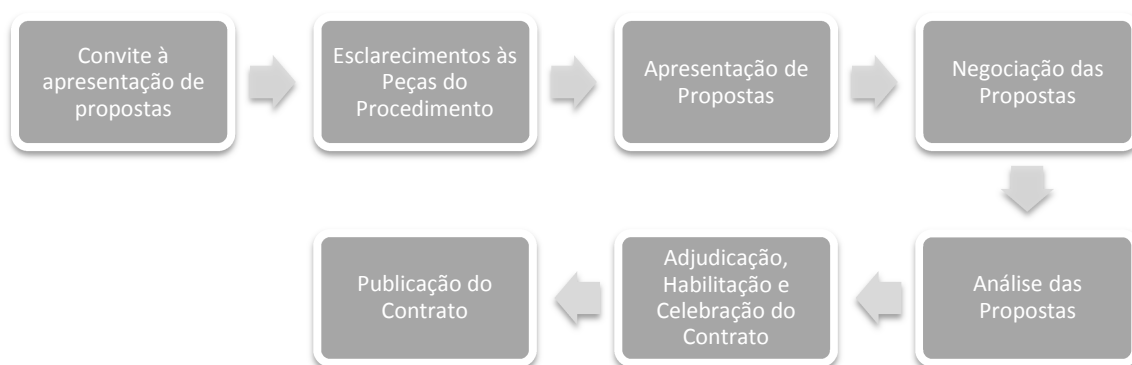 Convite à
apresentação de
propostas
Esclarecimentos às
Peças do
Procedimento
Apresentação de
Propostas
Negociação das
Propostas
Análise das
Propostas
Adjudicação,
Habilitação e
Celebração do
Contrato
Publicação do
Contrato